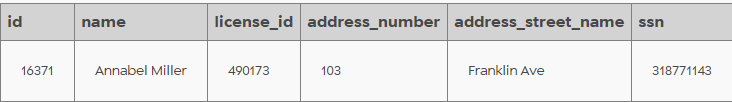 id name license_id address_number address_street_name ssn
16371 Annabel Miller 490173 103 Franklin Ave 318771143